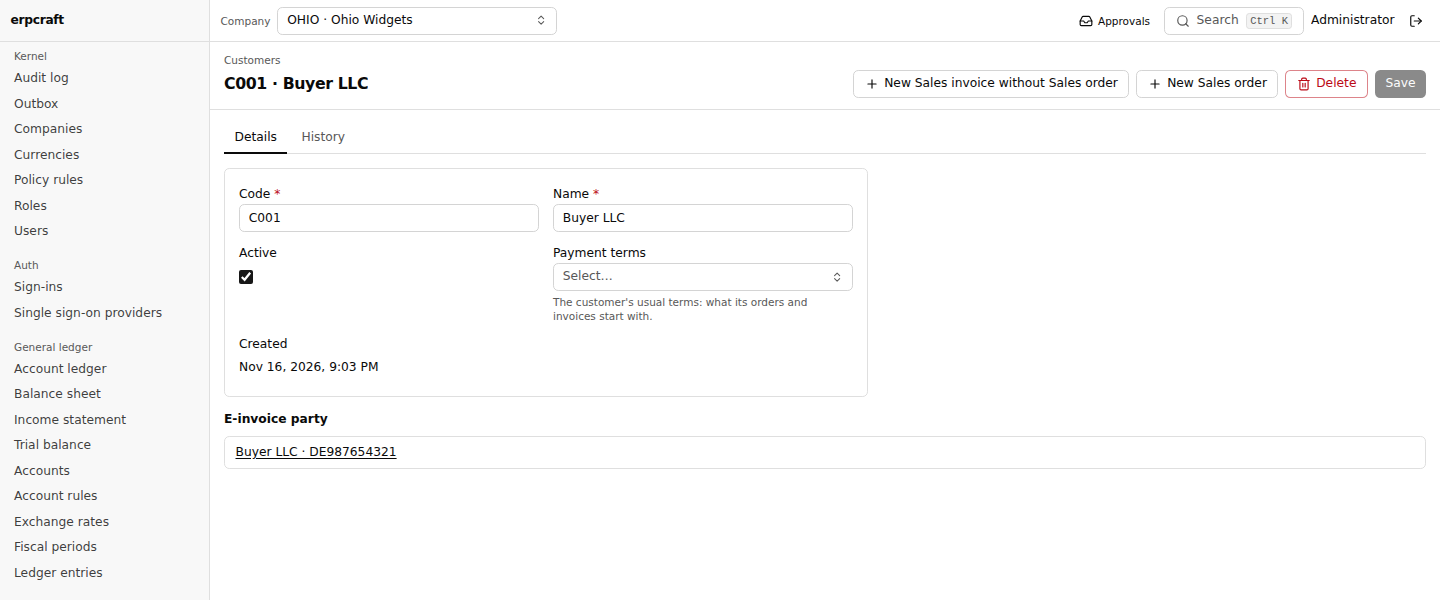 erpcraft
Company
OHIO · Ohio Widgets
Approvals
Search
Ctrl K
Administrator
Kernel
Audit log
Outbox
Companies
Currencies
Policy rules
Roles
Users
Auth
Sign-ins
Single sign-on providers
General ledger
Account ledger
Balance sheet
Income statement
Trial balance
Accounts
Account rules
Exchange rates
Fiscal periods
Ledger entries
Customers
C001 · Buyer LLC
New Sales invoice without Sales order
New Sales order
Delete
Save
Details
History
Code *
Name *
C001
Buyer LLC
Active
Payment terms
Select...
The customer's usual terms: what its orders and
invoices start with.
Created
Nov 16, 2026, 9:03 PM
E-invoice party
Buyer LLC · DE987654321